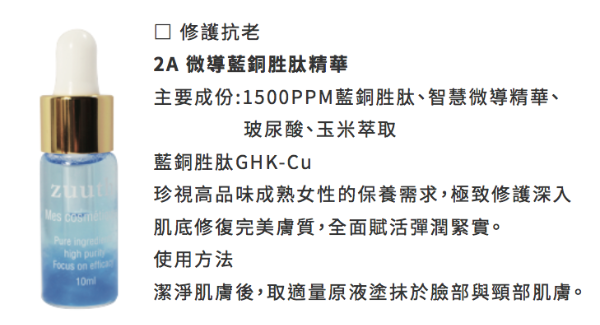 □ 修護抗老
2A 微導藍銅胜肽精華
主要成份:1500PPM藍銅胜肽、智慧微導精華、
玻尿酸、玉米萃取
藍銅胜肽GHK-Cu
珍視高品味成熟女性的保養需求,極致修護深入
肌底修復完美膚質,全面賦活彈潤緊實。
使用方法
潔淨肌膚後,取適量原液塗抹於臉部與頸部肌膚。
Pure
high purity
Focus on
10ml